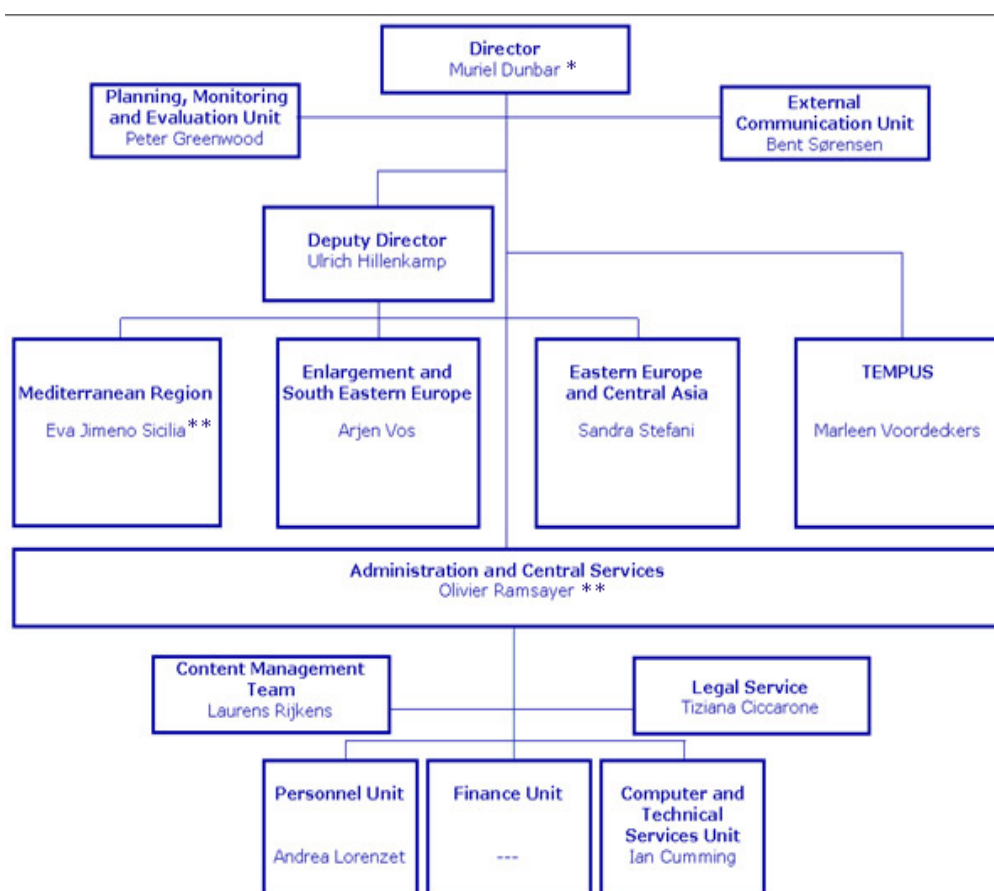 Director
Muriel Dunbar *
Planning, Monitoring
and Evaluation Unit
Peter Greenwood
External
Communication Unit
Bent Sørensen
Deputy Director
Ulrich Hillenkamp
Mediterranean Region
Eva Jimeno Sicilia**
Enlargement and
South Eastern Europe
Arjen Vos
Eastern Europe
and Central Asia
Sandra Stefani
TEMPUS
Marleen Voordeckers
Administration and Central Services
Olivier Ramsayer **
Content Management
Team
Laurens Rijkens
Legal Service
Tiziana Ciccarone
Personnel Unit
Andrea Lorenzet
Finance Unit
---
Computer and
Technical
Services Unit
Ian Cumming